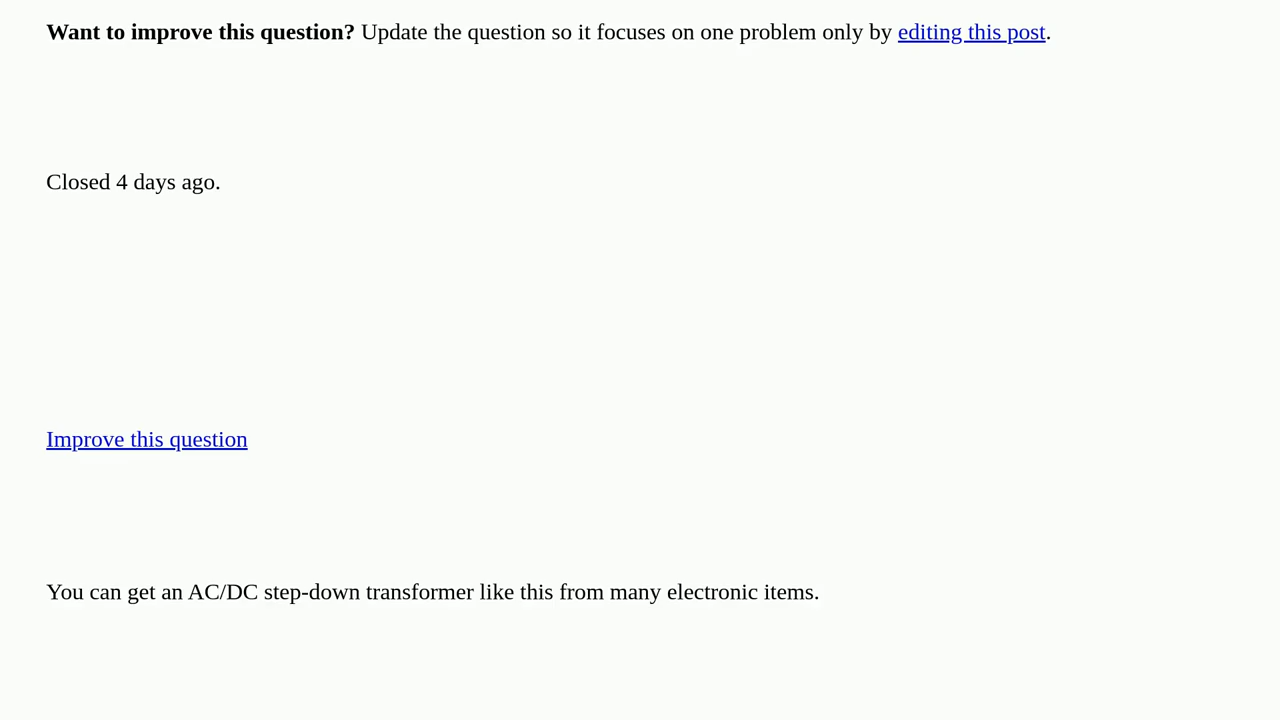 Want to improve this question? Update the question so it focuses on one problem only by editing this post.
Closed 4 days ago.
Improve this question
You can get an AC/DC step-down transformer like this from many electronic items.